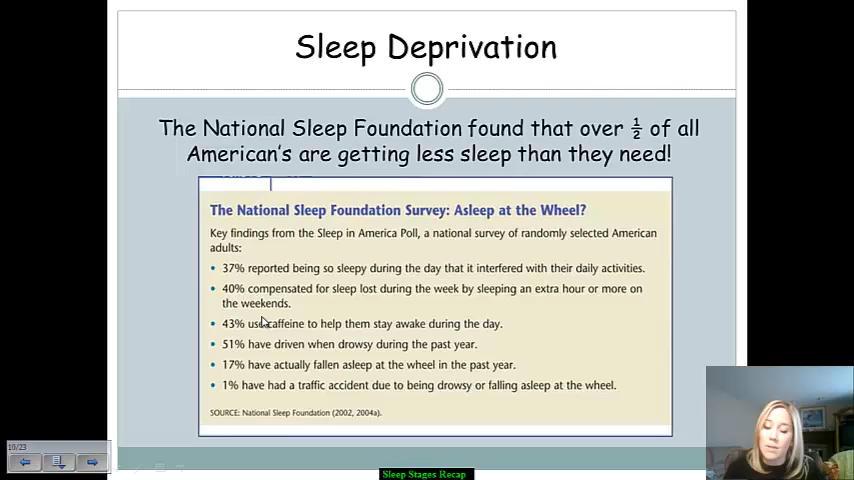 Sleep Deprivation
The National Sleep Foundation found that over ½ of all
American's are getting less sleep than they need!
The National Sleep Foundation Survey: Asleep at the Wheel?
Key findings from the Sleep in America Poll, a national survey of randomly selected American
adults:
• 37% reported being so sleepy during the day that it interfered with their daily activities.
• 40% compensated for sleep lost during the week by sleeping an extra hour or more on
the weekends.
• 43% use caffeine to help them stay awake during the day.
• 51% have driven when drowsy during the past year.
• 17% have actually fallen asleep at the wheel in the past year.
• 1% have had a traffic accident due to being drowsy or falling asleep at the wheel.
SOURCE: National Sleep Foundation (2002, 2004a).
10/23
Sleep Stages Recap